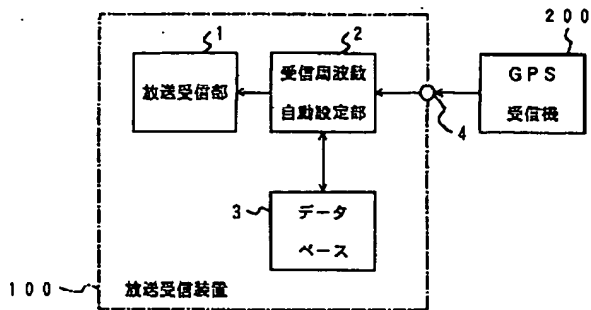 200
1
2
放送受信部
受信周波数
自動設定部
GPS
受信機
4
3
データ
ベース
100
放送受信装置